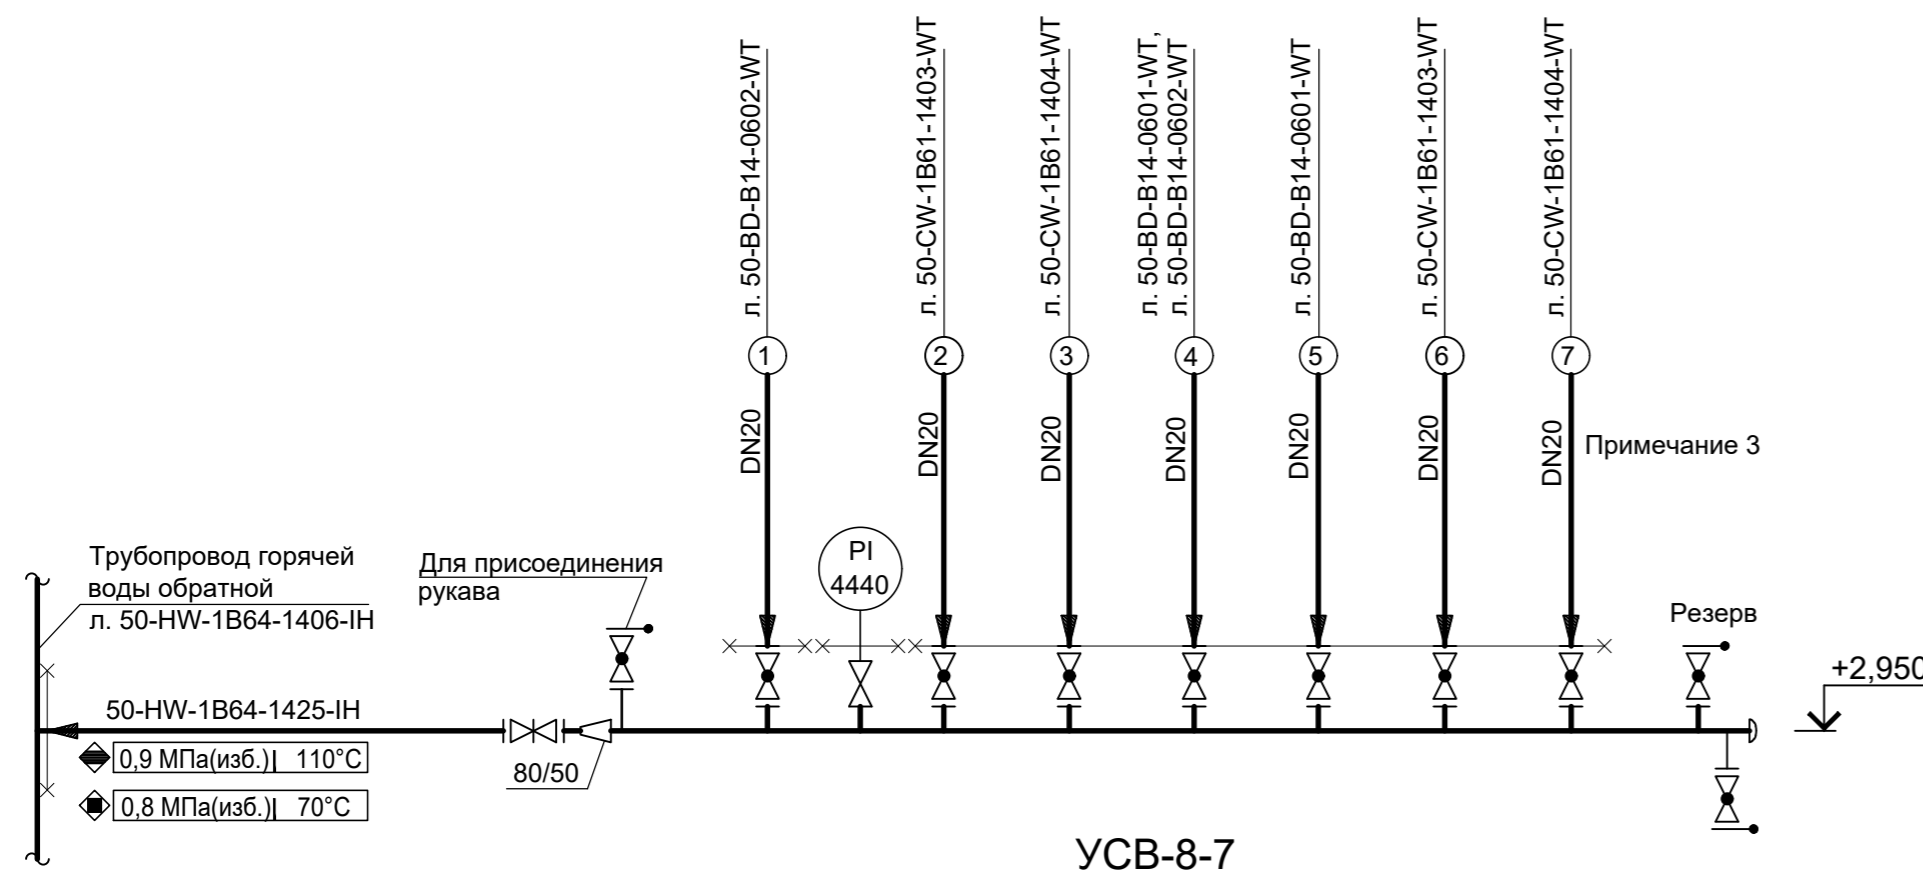 л. 50-BD-B14-0602-WT
л. 50-CW-1B61-1403-WT
л. 50-CW-1B61-1404-WT
л. 50-BD-B14-0601-WT,
л. 50-BD-B14-0602-WT
л. 50-BD-B14-0601-WT
л. 50-CW-1B61-1403-WT
л. 50-CW-1B61-1404-WT
1
2
3
4
5
6
7
DN20
DN20
DN20
DN20
DN20
DN20
DN20
Примечание 3
Трубопровод горячей
воды обратной
л. 50-HW-1B64-1406-IH
Для присоединения
рукава
PI
4440
Резерв
+2,950
50-HW-1B64-1425-IH
0,9 МПа(изб.) 110°C
0,8 МПа(изб.) 70°C
80/50
УСВ-8-7